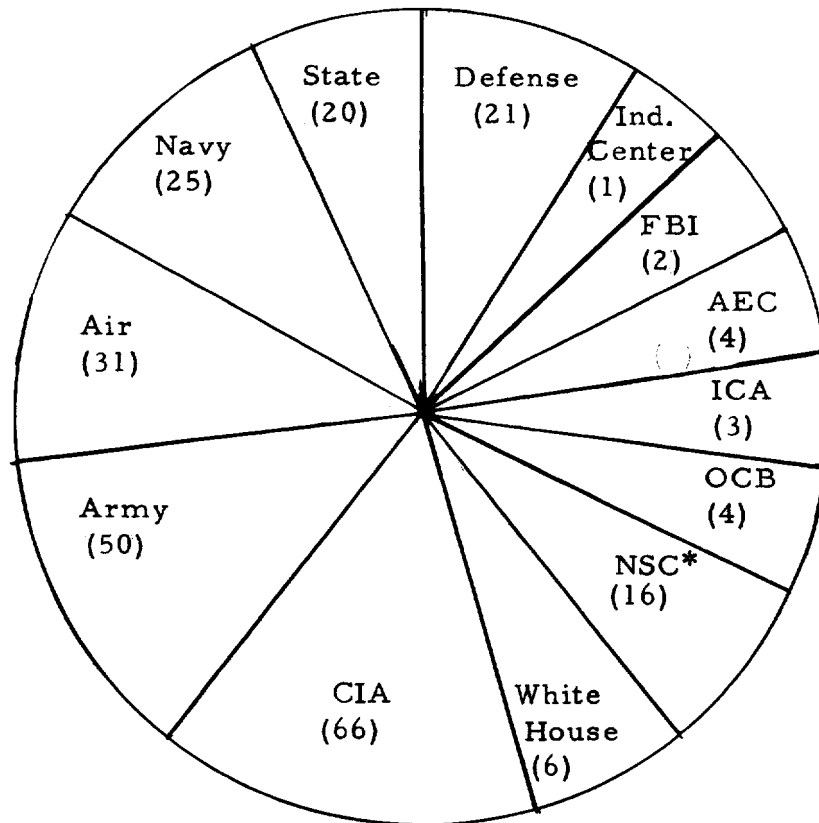 State
(20)
Defense
(21)
Ind.
Center
(1)
FBI
(2)
AEC
(4)
ICA
(3)
OCB
(4)
NSC*
(16)
White
House
(6)
CIA
(66)
Army
(50)
Air
(31)
Navy
(25)